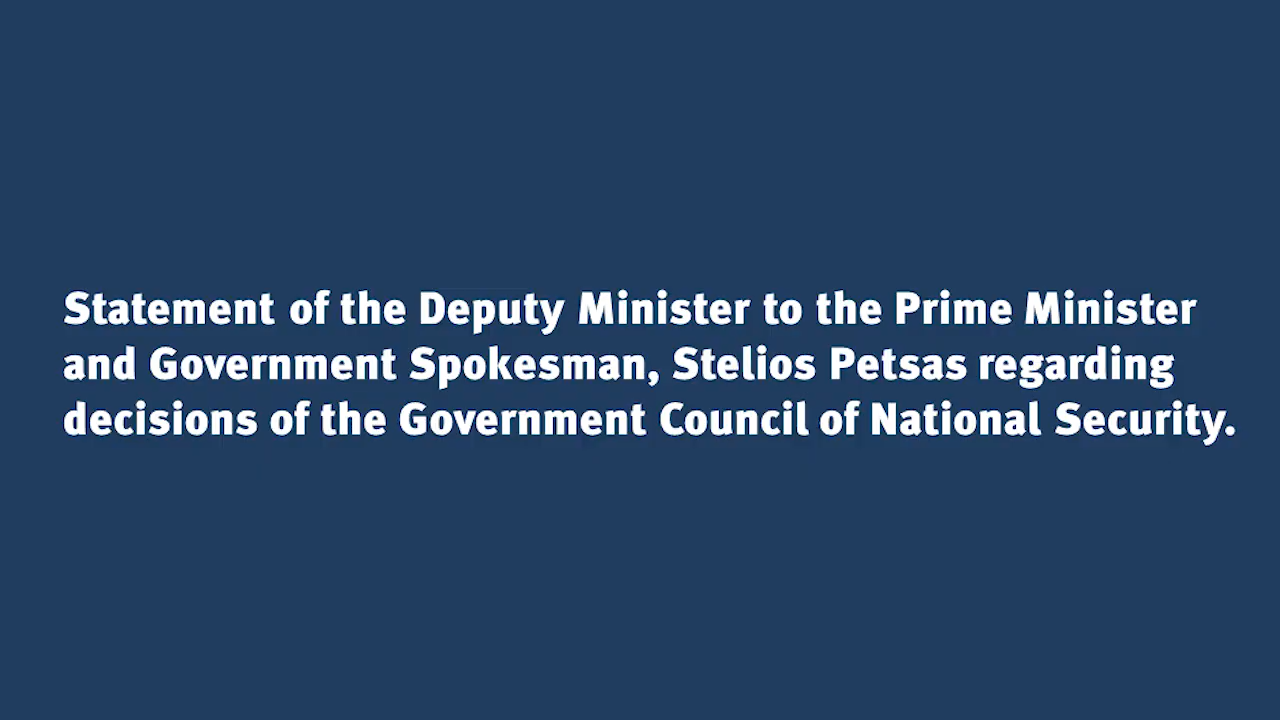 Statement of the Deputy Minister to the Prime Minister
and Government Spokesman, Stelios Petsas regarding
decisions of the Government Council of National Security.